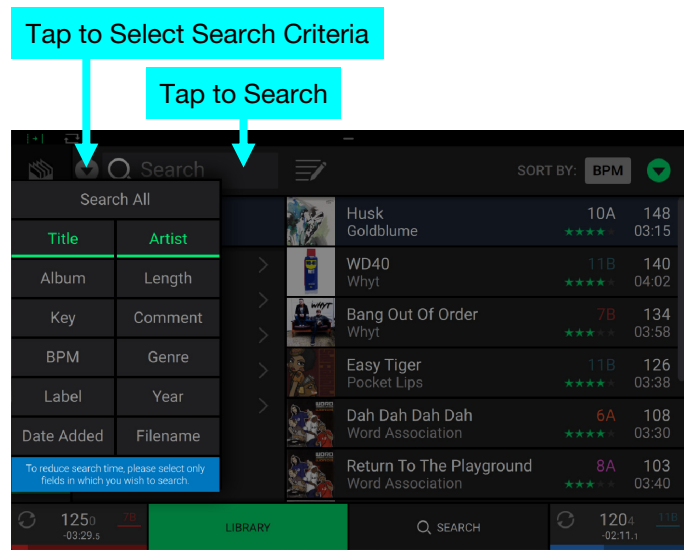 Tap to Select Search Criteria
Tap to Search
Search
SORT BY: BPM
Search All
Title Artist
Album Length
Key Comment
BPM Genre
Label Year
Date Added Filename
To reduce search time, please select only
fields in which you wish to search.
Husk 10A 148
Goldblume 03:15
WD40 11B 140
Whyt 04:02
Bang Out Of Order 7B 134
Whyt 03:58
Easy Tiger 11B 126
Pocket Lips 03:38
Dah Dah Dah Dah 6A 108
Word Association 03:30
Return To The Playground 8A 103
Word Association 03:40
1250 7B
-03:29.5
LIBRARY
SEARCH
1204 11B
-02:11.1